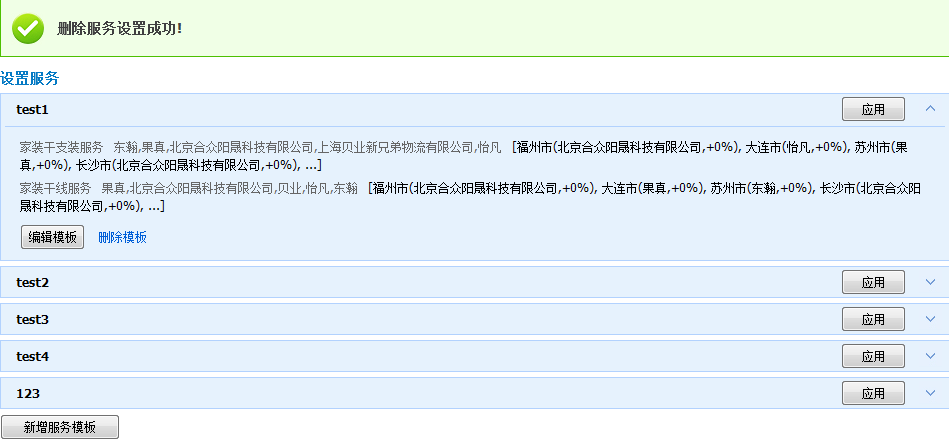 删除服务设置成功!
设置服务
test1 应用
家装干支装服务 东瀚,果真,北京合众阳晟科技有限公司,上海贝业新兄弟物流有限公司,怡凡 [福州市(北京合众阳晟科技有限公司,+0%), 大连市(怡凡,+0%), 苏州市(果
真,+0%), 长沙市(北京合众阳晟科技有限公司,+0%), ...]
家装干线服务 果真,北京合众阳晟科技有限公司,贝业,怡凡,东瀚 [福州市(北京合众阳晟科技有限公司,+0%), 大连市(果真,+0%), 苏州市(东瀚,+0%), 长沙市(北京合众阳
晟科技有限公司,+0%), ...]
编辑模板 删除模板
test2 应用
test3 应用
test4 应用
123 应用
新增服务模板